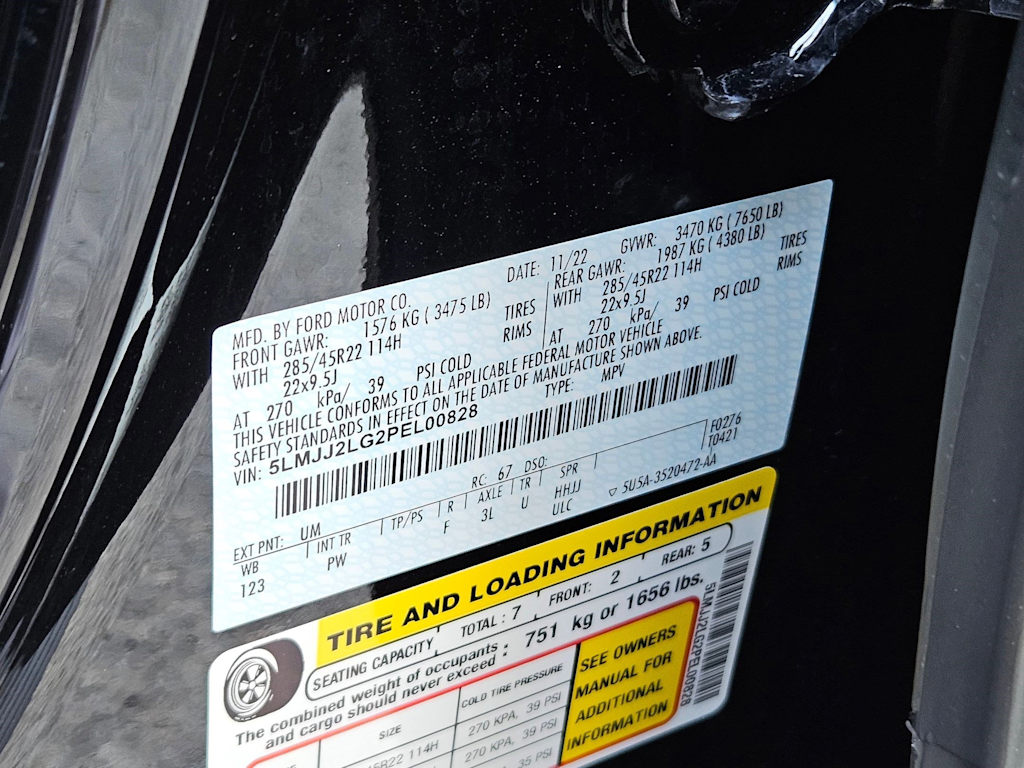 MFD. BY FORD MOTOR CO.
DATE: 11/22
GVWR: 3470 KG ( 7650 LB)
FRONT GAWR: 1576 KG ( 3475 LB)
REAR GAWR: 1987 KG ( 4380 LB)
WITH 285/45R22 114H TIRES
WITH 285/45R22 114H TIRES
22x9.5J RIMS
22x9.5J RIMS
AT 270 kPa/ 39 PSI COLD
AT 270 kPa/ 39 PSI COLD
THIS VEHICLE CONFORMS TO ALL APPLICABLE FEDERAL MOTOR VEHICLE
SAFETY STANDARDS IN EFFECT ON THE DATE OF MANUFACTURE SHOWN ABOVE.
VIN: 5LMJJ2LG2PEL00828
TYPE: MPV
EXT PNT: UM
RC: 67 DSO:
F0276
T0421
WB INT TR TP/PS R AXLE TR SPR
123 PW F 3L U HHJJ
ULC
▽ 5U5A-3520472-AA
TIRE AND LOADING INFORMATION
SEATING CAPACITY TOTAL : 7 FRONT: 2 REAR: 5
The combined weight of occupants
and cargo should never exceed : 751 kg or 1656 lbs.
SIZE COLD TIRE PRESSURE
45R22 114H 270 KPA, 39 PSI
270 KPA, 39 PSI
35 PSI
SEE OWNERS
MANUAL FOR
ADDITIONAL
INFORMATION
5LMJJ2LG2PEL00828